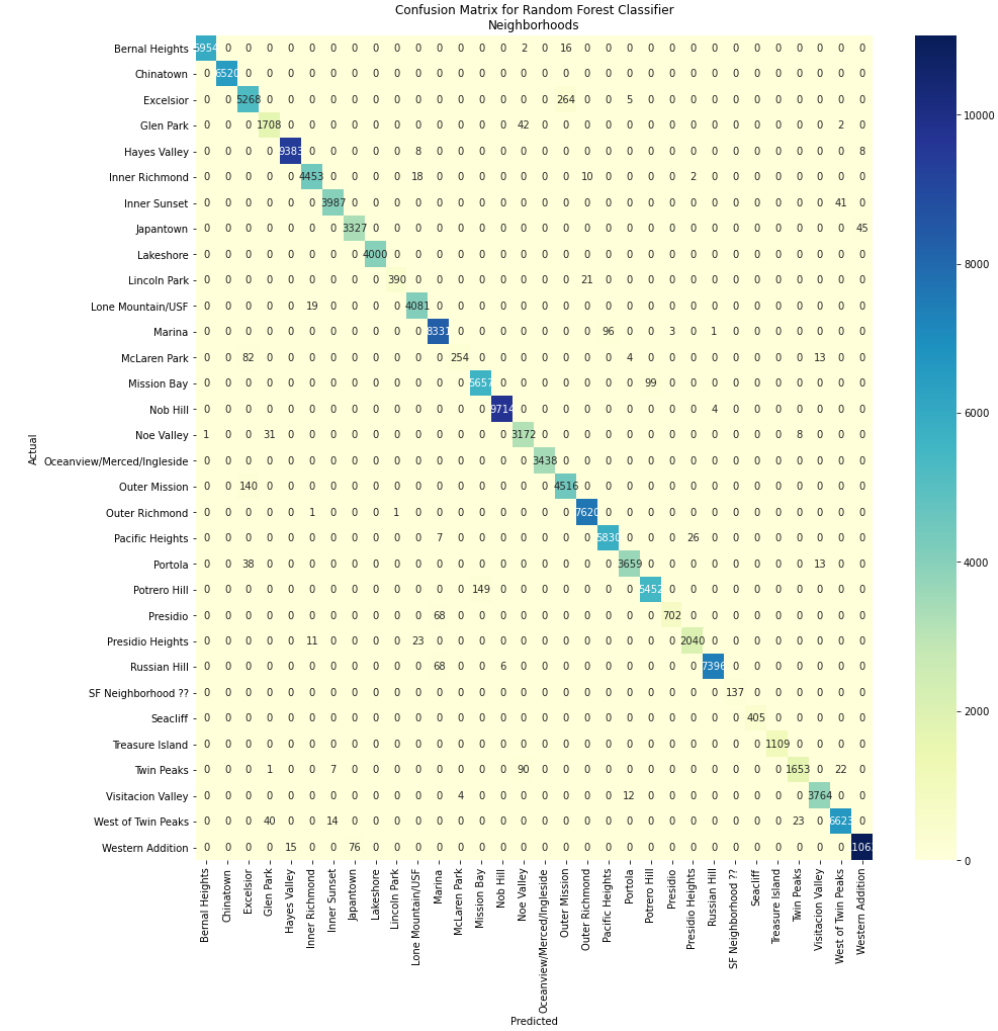 Confusion Matrix for Random Forest Classifier
Neighborhoods
Bernal Heights 5954 0 0 0 0 0 0 0 0 0 0 0 0 0 0 2 0 16 0 0 0 0 0 0 0 0 0 0 0 0 0 0
Chinatown 0 6520 0 0 0 0 0 0 0 0 0 0 0 0 0 0 0 0 0 0 0 0 0 0 0 0 0 0 0 0 0 0
Excelsior 0 0 5268 0 0 0 0 0 0 0 0 0 0 0 0 0 0 264 0 0 5 0 0 0 0 0 0 0 0 0 0 0
Glen Park 0 0 0 1708 0 0 0 0 0 0 0 0 0 0 0 42 0 0 0 0 0 0 0 0 0 0 0 0 0 0 2 0
Hayes Valley 0 0 0 0 9383 0 0 0 0 0 8 0 0 0 0 0 0 0 0 0 0 0 0 0 0 0 0 0 0 0 0 8
Inner Richmond 0 0 0 0 0 4453 0 0 0 0 18 0 0 0 0 0 0 0 10 0 0 0 0 2 0 0 0 0 0 0 0 0
Inner Sunset 0 0 0 0 0 0 3987 0 0 0 0 0 0 0 0 0 0 0 0 0 0 0 0 0 0 0 0 0 0 0 41 0
Japantown 0 0 0 0 0 0 0 3327 0 0 0 0 0 0 0 0 0 0 0 0 0 0 0 0 0 0 0 0 0 0 0 45
Lakeshore 0 0 0 0 0 0 0 0 4000 0 0 0 0 0 0 0 0 0 0 0 0 0 0 0 0 0 0 0 0 0 0 0
Lincoln Park 0 0 0 0 0 0 0 0 0 390 0 0 0 0 0 0 0 0 21 0 0 0 0 0 0 0 0 0 0 0 0 0
Lone Mountain/USF 0 0 0 0 0 19 0 0 0 0 4081 0 0 0 0 0 0 0 0 0 0 0 0 0 0 0 0 0 0 0 0 0
Marina 0 0 0 0 0 0 0 0 0 0 0 8331 0 0 0 0 0 0 0 96 0 0 3 0 1 0 0 0 0 0 0 0
McLaren Park 0 0 82 0 0 0 0 0 0 0 0 0 254 0 0 0 0 0 0 0 4 0 0 0 0 0 0 0 0 13 0 0
Mission Bay 0 0 0 0 0 0 0 0 0 0 0 0 0 5657 0 0 0 0 0 0 0 99 0 0 0 0 0 0 0 0 0 0
Nob Hill 0 0 0 0 0 0 0 0 0 0 0 0 0 0 9714 0 0 0 0 0 0 0 0 0 4 0 0 0 0 0 0 0
Noe Valley 1 0 0 31 0 0 0 0 0 0 0 0 0 0 0 3172 0 0 0 0 0 0 0 0 0 0 0 0 8 0 0 0
Oceanview/Merced/Ingleside 0 0 0 0 0 0 0 0 0 0 0 0 0 0 0 0 3438 0 0 0 0 0 0 0 0 0 0 0 0 0 0 0
Outer Mission 0 0 140 0 0 0 0 0 0 0 0 0 0 0 0 0 0 4516 0 0 0 0 0 0 0 0 0 0 0 0 0 0
Outer Richmond 0 0 0 0 0 1 0 0 0 1 0 0 0 0 0 0 0 0 7620 0 0 0 0 0 0 0 0 0 0 0 0 0
Pacific Heights 0 0 0 0 0 0 0 0 0 0 0 7 0 0 0 0 0 0 0 5830 0 0 0 26 0 0 0 0 0 0 0 0
Portola 0 0 38 0 0 0 0 0 0 0 0 0 0 0 0 0 0 0 0 0 3659 0 0 0 0 0 0 0 0 13 0 0
Potrero Hill 0 0 0 0 0 0 0 0 0 0 0 0 0 149 0 0 0 0 0 0 0 5452 0 0 0 0 0 0 0 0 0 0
Presidio 0 0 0 0 0 0 0 0 0 0 0 68 0 0 0 0 0 0 0 0 0 0 702 0 0 0 0 0 0 0 0 0
Presidio Heights 0 0 0 0 0 11 0 0 0 0 23 0 0 0 0 0 0 0 0 0 0 0 0 2040 0 0 0 0 0 0 0 0
Russian Hill 0 0 0 0 0 0 0 0 0 0 0 68 0 0 6 0 0 0 0 0 0 0 0 0 7396 0 0 0 0 0 0 0
SF Neighborhood ?? 0 0 0 0 0 0 0 0 0 0 0 0 0 0 0 0 0 0 0 0 0 0 0 0 0 137 0 0 0 0 0 0
Seacliff 0 0 0 0 0 0 0 0 0 0 0 0 0 0 0 0 0 0 0 0 0 0 0 0 0 0 405 0 0 0 0 0
Treasure Island 0 0 0 0 0 0 0 0 0 0 0 0 0 0 0 0 0 0 0 0 0 0 0 0 0 0 0 1109 0 0 0 0
Twin Peaks 0 0 0 1 0 0 7 0 0 0 0 0 0 0 0 90 0 0 0 0 0 0 0 0 0 0 0 0 1653 0 22 0
Visitacion Valley 0 0 0 0 0 0 0 0 0 0 0 0 4 0 0 0 0 0 0 0 12 0 0 0 0 0 0 0 0 3764 0 0
West of Twin Peaks 0 0 0 40 0 0 14 0 0 0 0 0 0 0 0 0 0 0 0 0 0 0 0 0 0 0 0 0 23 0 6623 0
Western Addition 0 0 0 0 15 0 0 76 0 0 0 0 0 0 0 0 0 0 0 0 0 0 0 0 0 0 0 0 0 0 0
Actual
Bernal Heights
Chinatown
Excelsior
Glen Park
Hayes Valley
Inner Richmond
Inner Sunset
Japantown
Lakeshore
Lincoln Park
Lone Mountain/USF
Marina
McLaren Park
Mission Bay
Nob Hill
Noe Valley
Oceanview/Merced/Ingleside
Outer Mission
Outer Richmond
Pacific Heights
Portola
Potrero Hill
Presidio
Presidio Heights
Russian Hill
SF Neighborhood ??
Seacliff
Treasure Island
Twin Peaks
Visitacion Valley
West of Twin Peaks
Western Addition
Predicted
10000
8000
6000
4000
2000
0